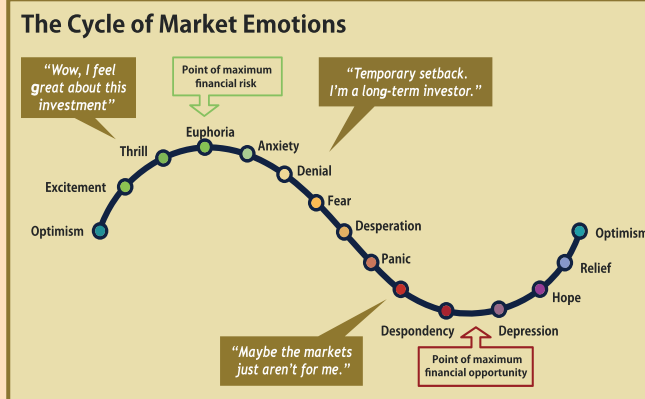 The Cycle of Market Emotions
“Wow, I feel
great about this
investment”
Point of maximum
financial risk
“Temporary setback.
I’m a long-term investor.”
Euphoria
Thrill
Anxiety
Denial
Excitement
Fear
Optimism
Desperation
Optimism
Panic
Relief
Hope
Despondency
Depression
“Maybe the markets
just aren’t for me.”
Point of maximum
financial opportunity